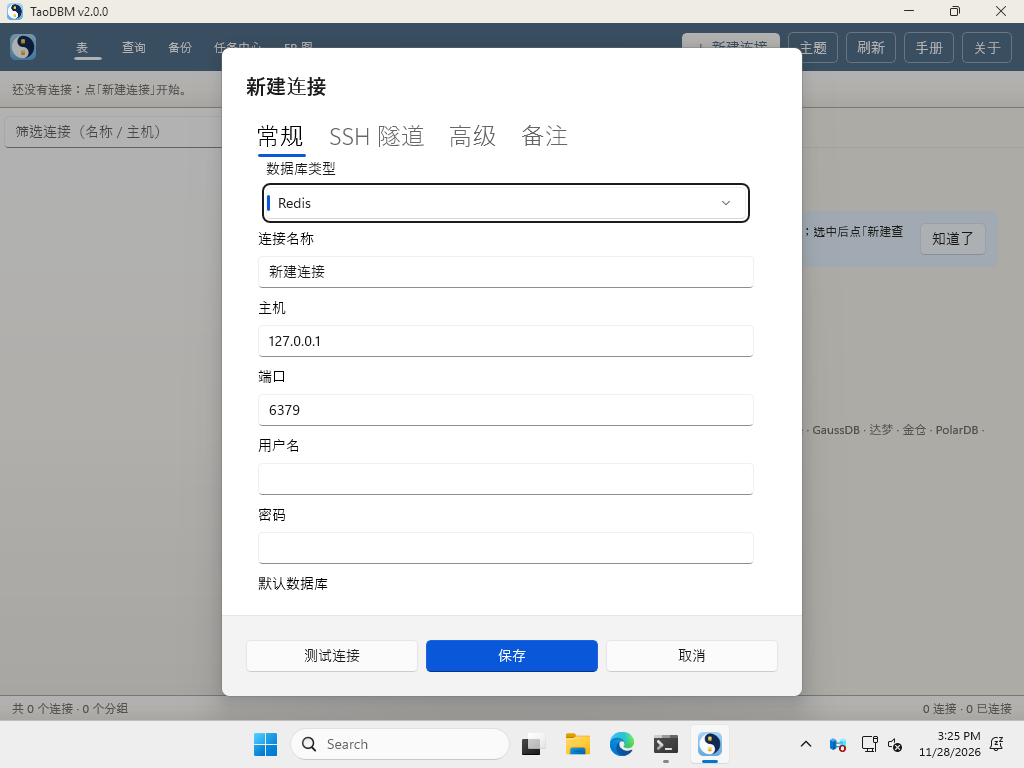 TaoDBM v2.0.0
表 查询 备份 任务中心 ER 图 新建连接 主题 刷新 手册 关于
还没有连接：点「新建连接」开始。
筛选连接（名称 / 主机）
新建连接
常规 SSH 隧道 高级 备注
数据库类型
Redis
：选中后点「新建查 知道了
连接名称
新建连接
主机
127.0.0.1
端口
6379
· GaussDB · 达梦 · 金仓 · PolarDB ·
用户名
密码
默认数据库
测试连接 保存 取消
共 0 个连接 · 0 个分组 0 连接 · 0 已连接
Search
3:25 PM
11/28/2026